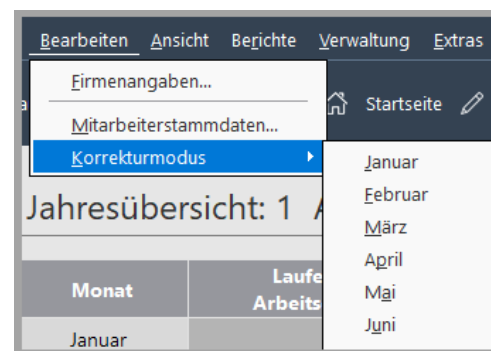 Bearbeiten Ansicht Berichte Verwaltung Extras
Firmenangaben...
Startseite
Mitarbeiterstammdaten...
Korrekturmodus
Januar
Februar
März
April
Mai
Juni
Jahresübersicht: 1
Monat
Januar